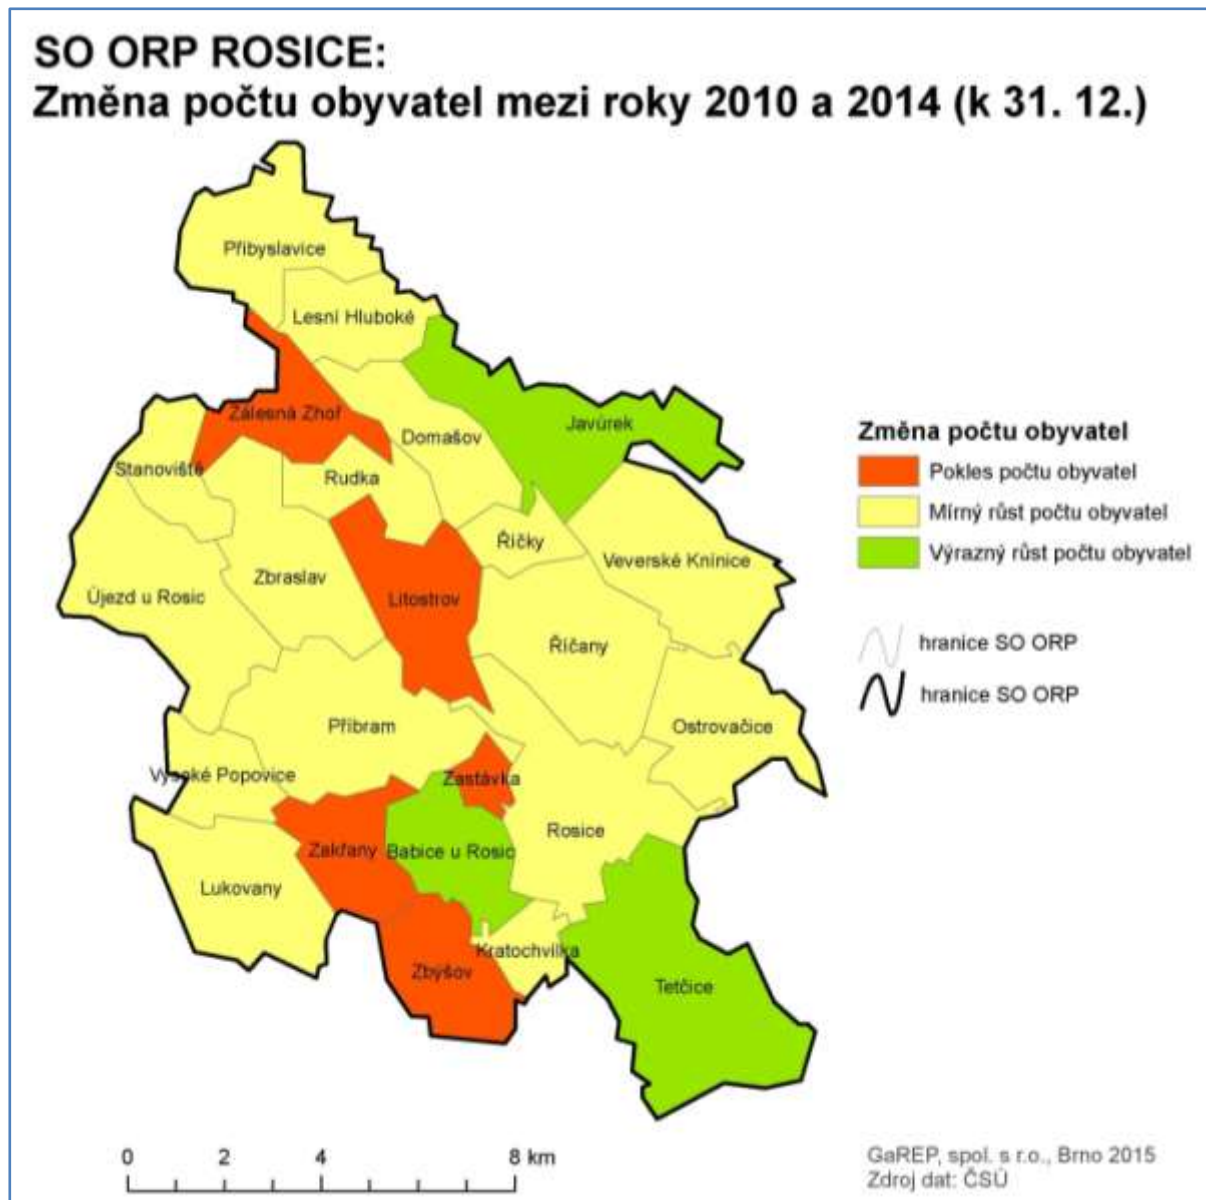 SO ORP ROSICE:
Změna počtu obyvatel mezi roky 2010 a 2014 (k 31. 12.)
Přibyslavice
Lesní Hluboké
Zálesná Zhoř
Javůrek
Domašov
Stanoviště
Rudka
Říčky
Veverské Knínice
Zbraslav
Újezd u Rosic
Litostrov
Říčany
Příbram
Ostrovačice
Vysoké Popovice
Zastávka
Rosice
Zakřany
Babice u Rosic
Lukovany
Kratochvilka
Zbýšov
Tetčice
Změna počtu obyvatel
Pokles počtu obyvatel
Mírný růst počtu obyvatel
Výrazný růst počtu obyvatel
hranice SO ORP
hranice SO ORP
0 2 4 8 km
GaREP, spol. s r.o., Brno 2015
Zdroj dat: ČSÚ